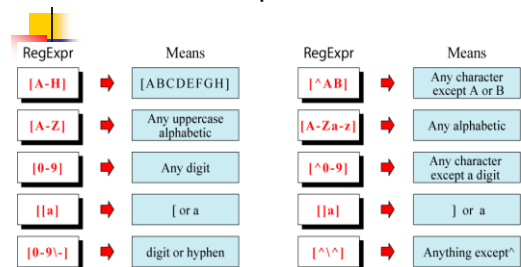 RegExpr Means
[A-H] [ABCDEFGH]
[A-Z] Any uppercase
alphabetic
[0-9] Any digit
[[a] [ or a
[0-9\-] digit or hyphen
RegExpr Means
[^AB] Any character
except A or B
[A-Za-z] Any alphabetic
[^0-9] Any character
except a digit
[]a] ] or a
[^\^] Anything except^